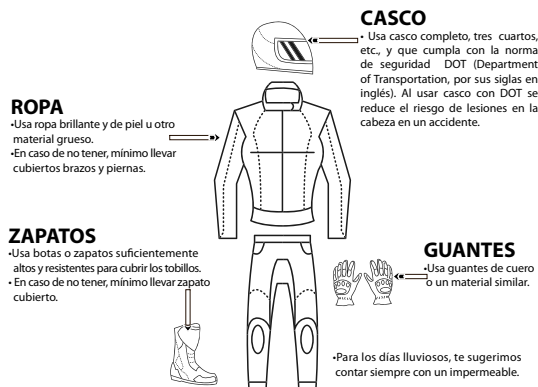 CASCO
• Usa casco completo, tres cuartos,
etc., y que cumpla con la norma
de seguridad DOT (Department
of Transportation, por sus siglas en
inglés). Al usar casco con DOT se
reduce el riesgo de lesiones en la
cabeza en un accidente.
ROPA
•Usa ropa brillante y de piel u otro
material grueso.
•En caso de no tener, mínimo llevar
cubiertos brazos y piernas.
ZAPATOS
•Usa botas o zapatos suficientemente
altos y resistentes para cubrir los tobillos.
• En caso de no tener, mínimo llevar zapato
cubierto.
GUANTES
•Usa guantes de cuero
o un material similar.
•Para los días lluviosos, te sugerimos
contar siempre con un impermeable.